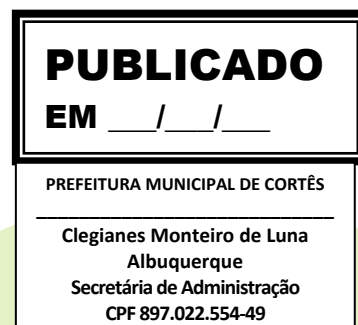 PUBLICADO
EM ___/___/___
PREFEITURA MUNICIPAL DE CORTÊS
______________________________
Clegianes Monteiro de Luna
Albuquerque
Secretária de Administração
CPF 897.022.554-49